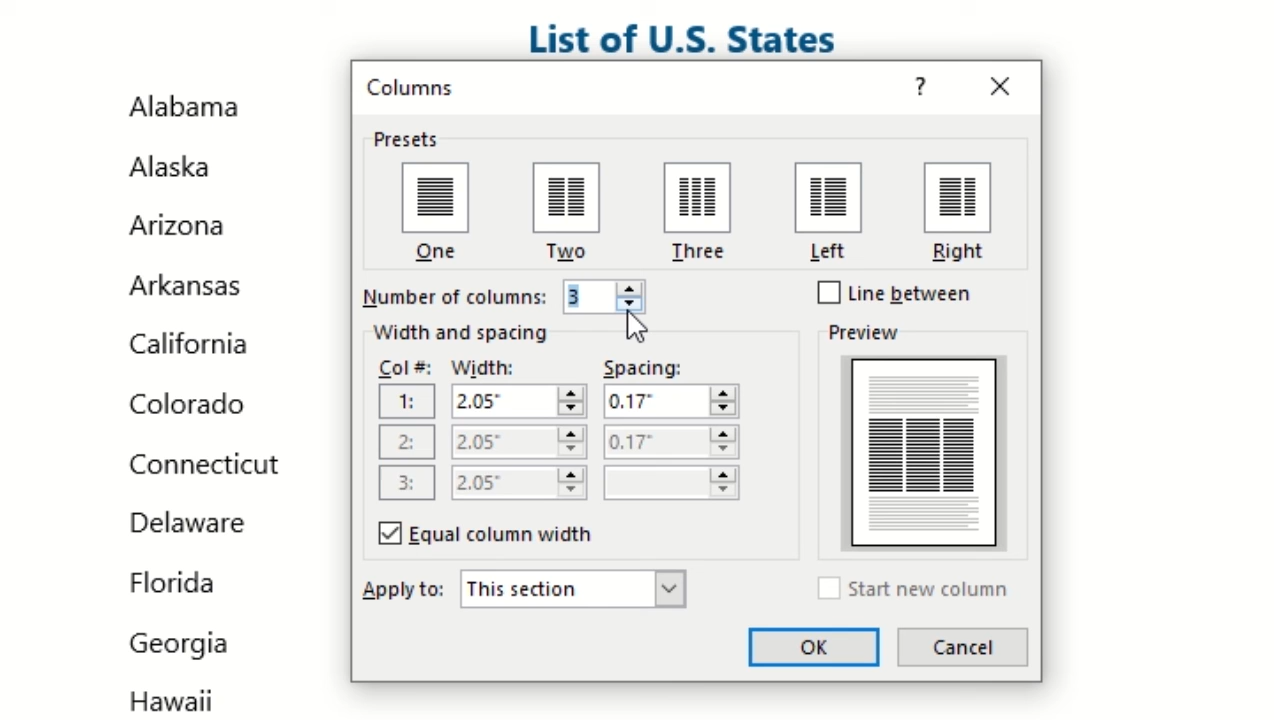 List of U.S. States
Alabama
Alaska
Arizona
Arkansas
California
Colorado
Connecticut
Delaware
Florida
Georgia
Hawaii
Columns ? ×
Presets
One Two Three Left Right
Number of columns: 3 Line between
Width and spacing Preview
Col #: Width: Spacing:
1: 2.05" 0.17"
2: 2.05" 0.17"
3: 2.05"
Equal column width
Apply to: This section Start new column
OK Cancel